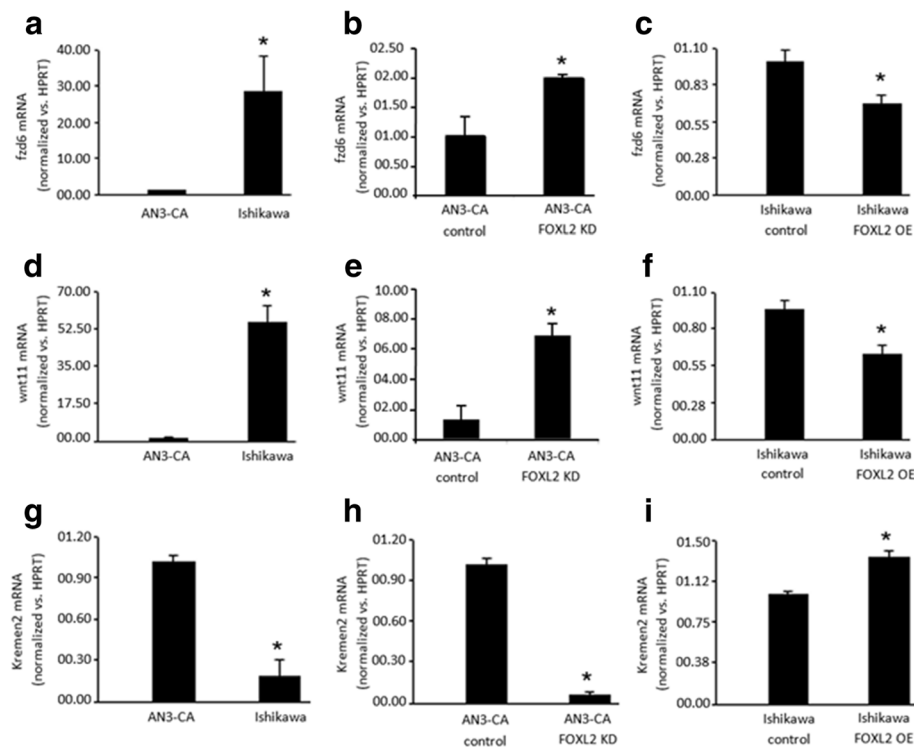 a
fzd6 mRNA
(normalized vs. HPRT)
40.00
30.00
20.00
10.00
00.00
*
AN3-CA
Ishikawa
b
fzd6 mRNA
(normalized vs. HPRT)
02.50
02.00
01.50
01.00
00.50
00.00
*
AN3-CA
control
AN3-CA
FOXL2 KD
c
fzd6 mRNA
(normalized vs. HPRT)
01.10
00.83
00.55
00.28
00.00
*
Ishikawa
control
Ishikawa
FOXL2 OE
d
wnt11 mRNA
(normalized vs. HPRT)
70.00
52.50
35.00
17.50
00.00
*
AN3-CA
Ishikawa
e
wnt11 mRNA
(normalized vs. HPRT)
10.00
08.00
06.00
04.00
02.00
00.00
*
AN3-CA
control
AN3-CA
FOXL2 KD
f
wnt11 mRNA
(normalized vs. HPRT)
01.10
00.80
00.55
00.28
00.00
*
Ishikawa
control
Ishikawa
FOXL2 OE
g
Kremen2 mRNA
(normalized vs. HPRT)
01.20
00.90
00.60
00.30
00.00
*
AN3-CA
Ishikawa
h
Kremen2 mRNA
(normalized vs. HPRT)
01.20
00.90
00.60
00.30
00.00
*
AN3-CA
control
AN3-CA
FOXL2 KD
i
Kremen2 mRNA
(normalized vs. HPRT)
01.50
01.12
00.75
00.38
00.00
*
Ishikawa
control
Ishikawa
FOXL2 OE